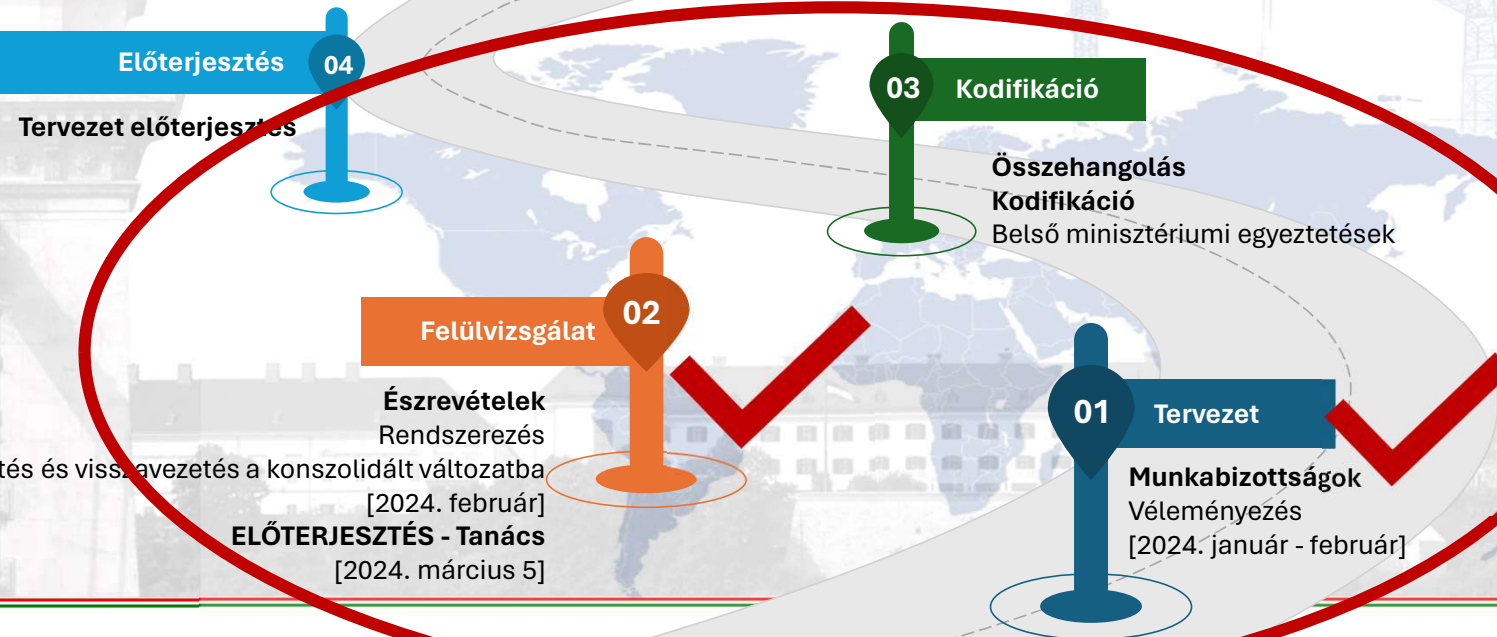 Előterjesztés
04
Tervezet előterjesztés
03
Kodifikáció
Összehangolás
Kodifikáció
Belső minisztériumi egyeztetések
Felülvizsgálat
02
Észrevételek
Rendszerezés
és visszavezetés a konszolidált változatba
[2024. február]
ELŐTERJESZTÉS - Tanács
[2024. március 5]
01
Tervezet
Munkabizottságok
Véleményezés
[2024. január - február]